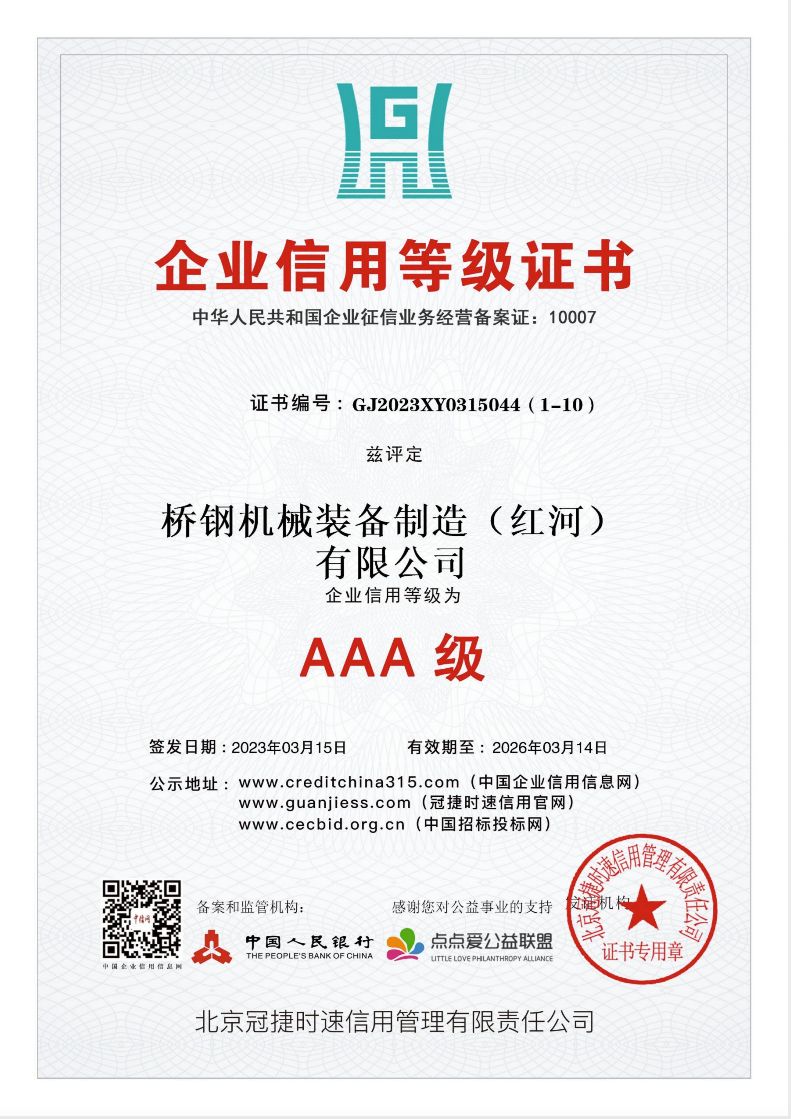 企业信用等级证书
中华人民共和国企业征信业务经营备案证：10007
证书编号：GJ2023XY0315044（1-10）
兹评定
桥钢机械装备制造（红河）
有限公司
企业信用等级为
AAA 级
签发日期：2023年03月15日 有效期至：2026年03月14日
公示地址：www.creditchina315.com（中国企业信用信息网）
www.guanjiess.com（冠捷时速信用官网）
www.cecbid.org.cn（中国招标投标网）
备案和监管机构： 感谢您对公益事业的支持 发证机构
中国人民银行
THE PEOPLE'S BANK OF CHINA
点点爱公益联盟
LITTLE LOVE PHILANTHROPY ALLIANCE
北京冠捷时速信用管理有限责任公司
证书专用章
中信网
中国企业信用信息网
北京冠捷时速信用管理有限责任公司